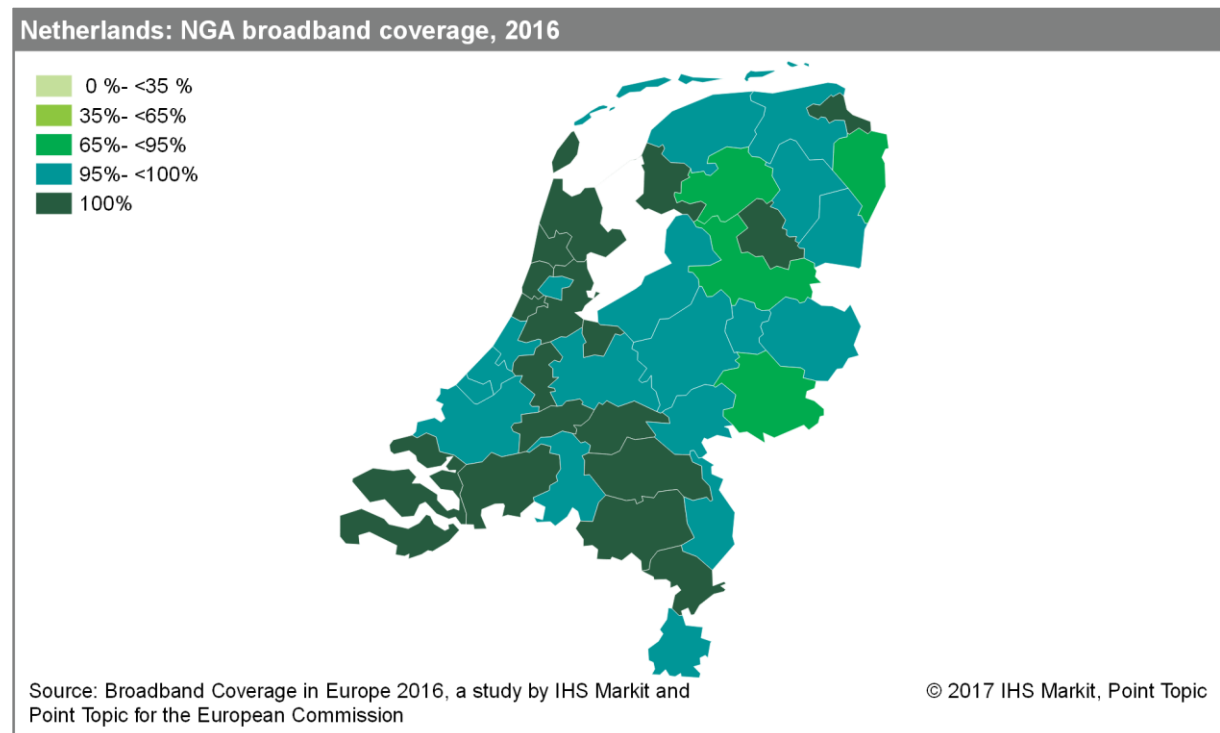 Netherlands: NGA broadband coverage, 2016
0 %- <35 %
35%- <65%
65%- <95%
95%- <100%
100%
Source: Broadband Coverage in Europe 2016, a study by IHS Markit and
Point Topic for the European Commission
© 2017 IHS Markit, Point Topic